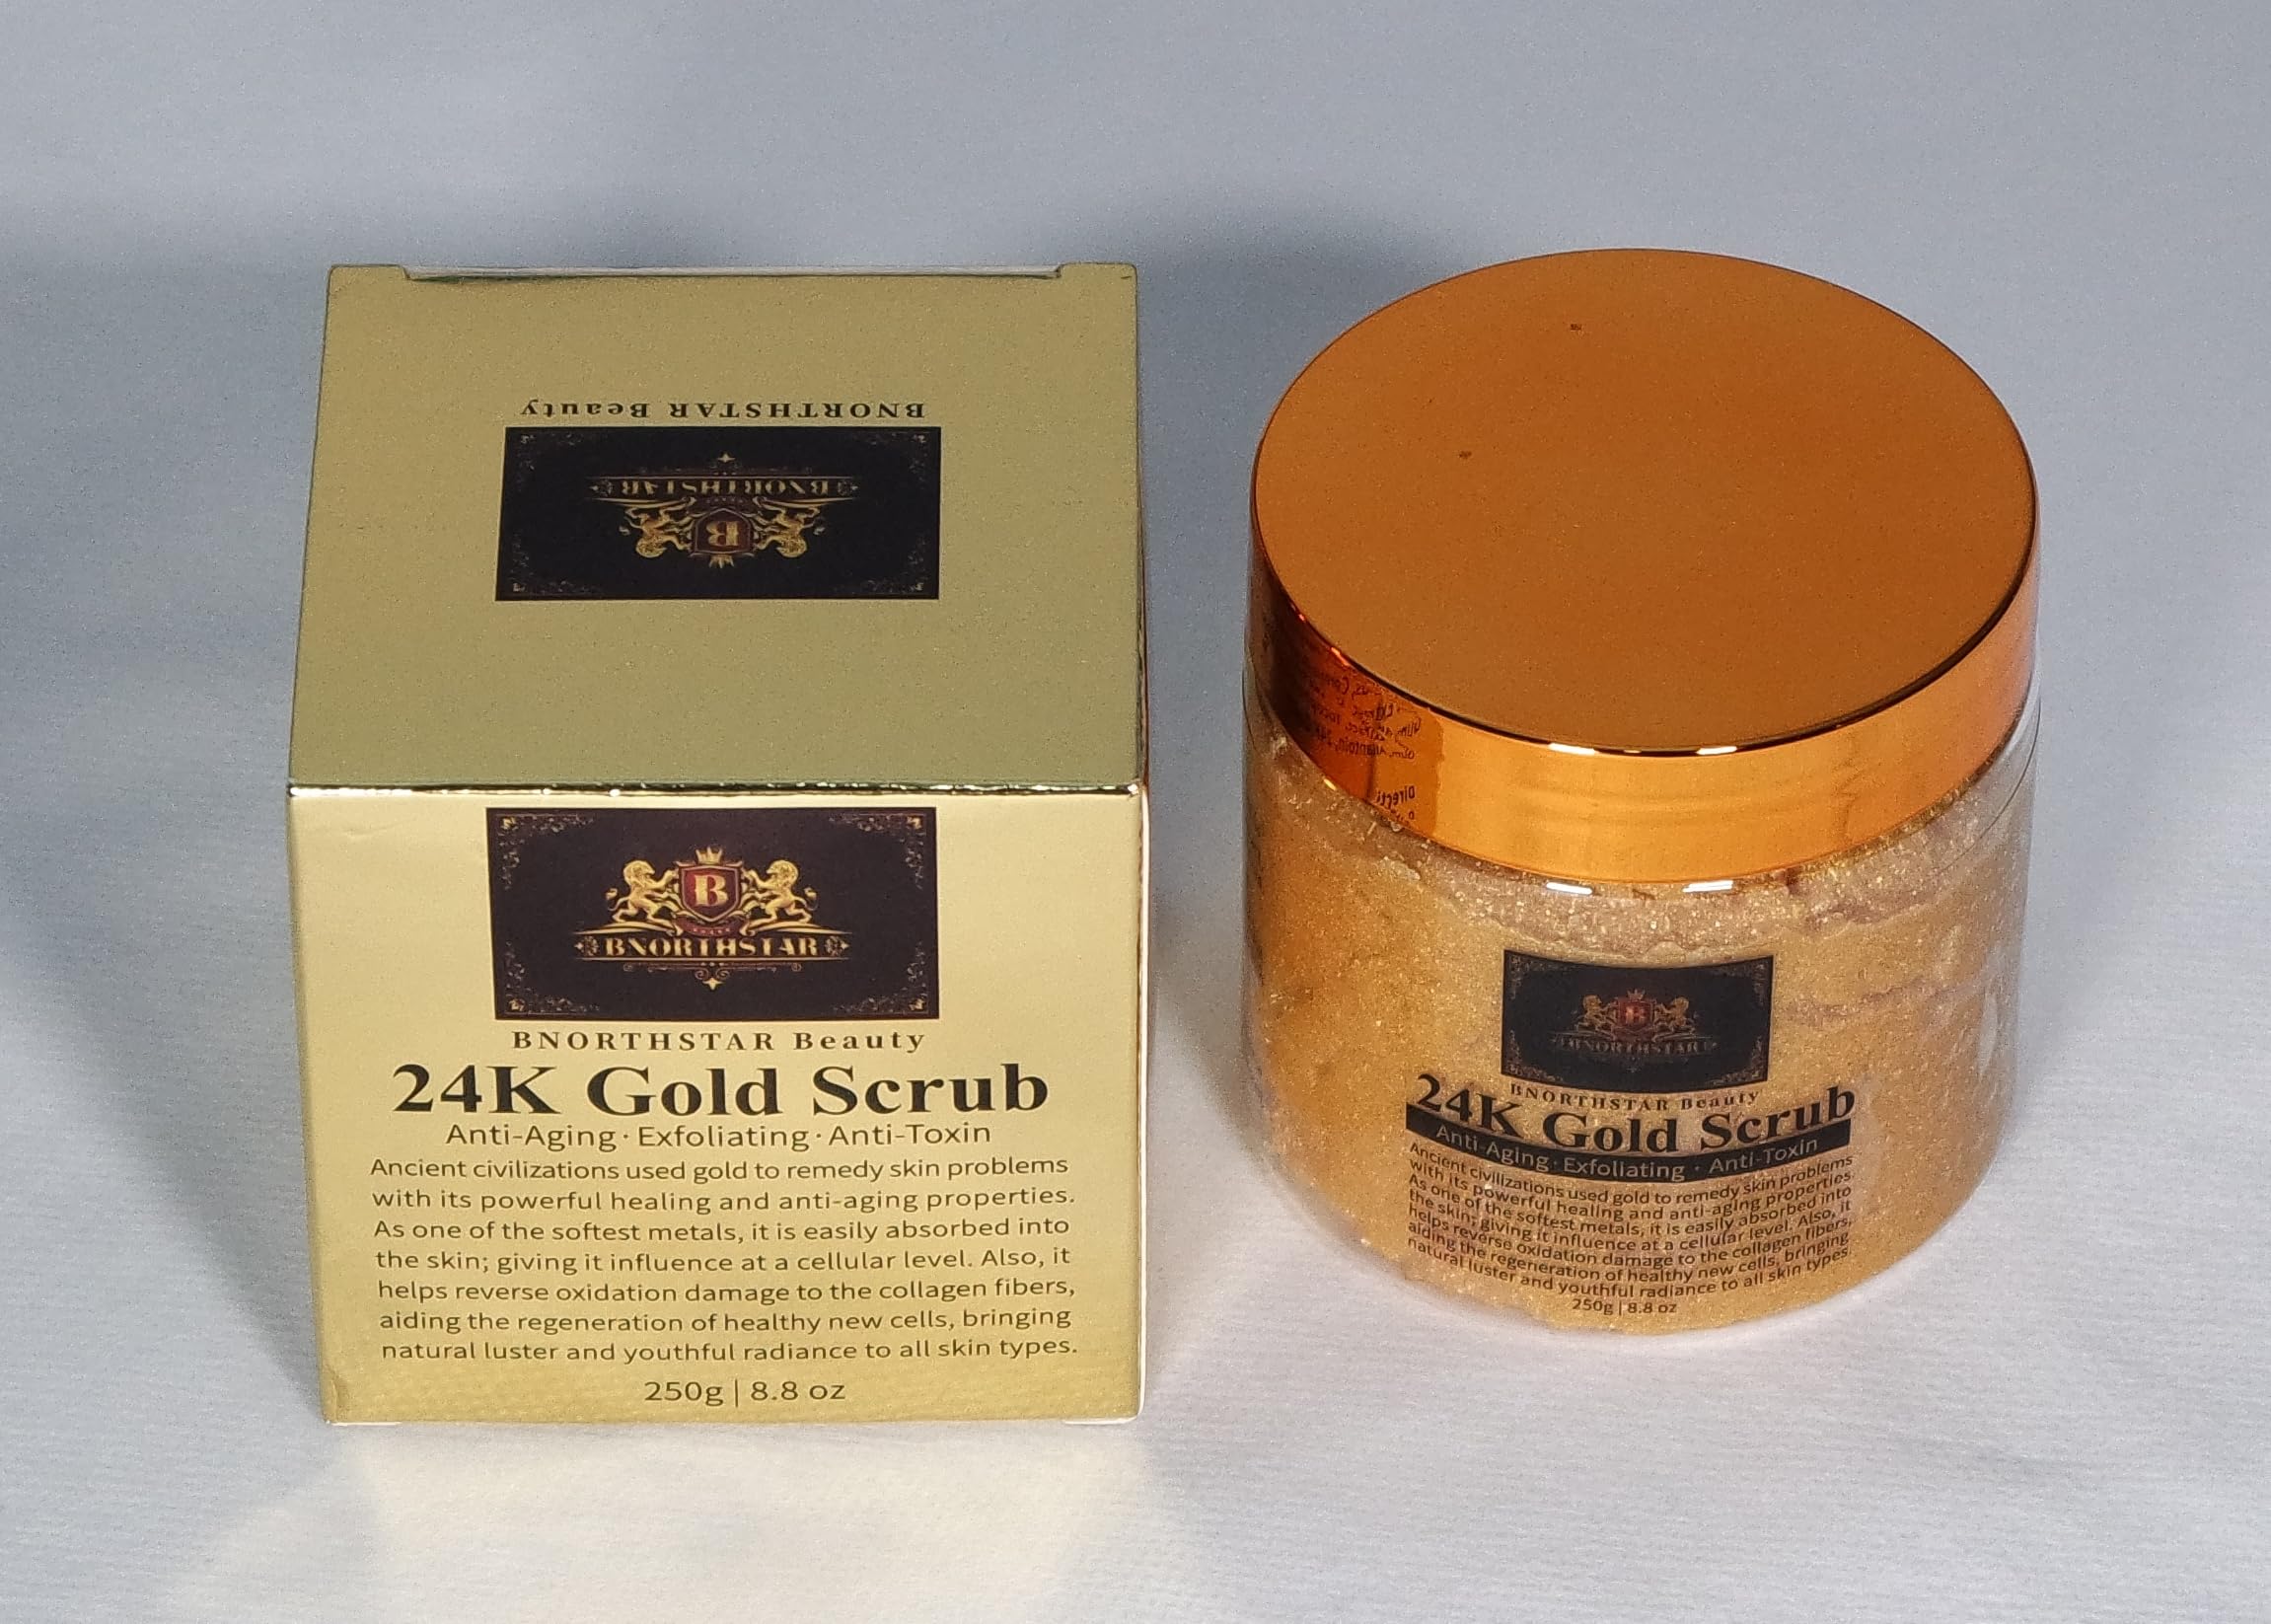 BNORTHSTAR Beauty
BNORTHSTAR
B
B
BNORTHSTAR
BNORTHSTAR Beauty
24K Gold Scrub
Anti-Aging · Exfoliating · Anti-Toxin
Ancient civilizations used gold to remedy skin problems
with its powerful healing and anti-aging properties.
As one of the softest metals, it is easily absorbed into
the skin; giving it influence at a cellular level. Also, it
helps reverse oxidation damage to the collagen fibers,
aiding the regeneration of healthy new cells, bringing
natural luster and youthful radiance to all skin types.
250g | 8.8 oz
B
BNORTHSTAR
BNORTHSTAR Beauty
24K Gold Scrub
Anti-Aging · Exfoliating · Anti-Toxin
Ancient civilizations used gold to remedy skin problems
with its powerful healing and anti-aging properties.
As one of the softest metals, it is easily absorbed into
the skin; giving it influence at a cellular level. Also, it
helps reverse oxidation damage to the collagen fibers,
aiding the regeneration of healthy new cells, bringing
natural luster and youthful radiance to all skin types.
250g | 8.8 oz